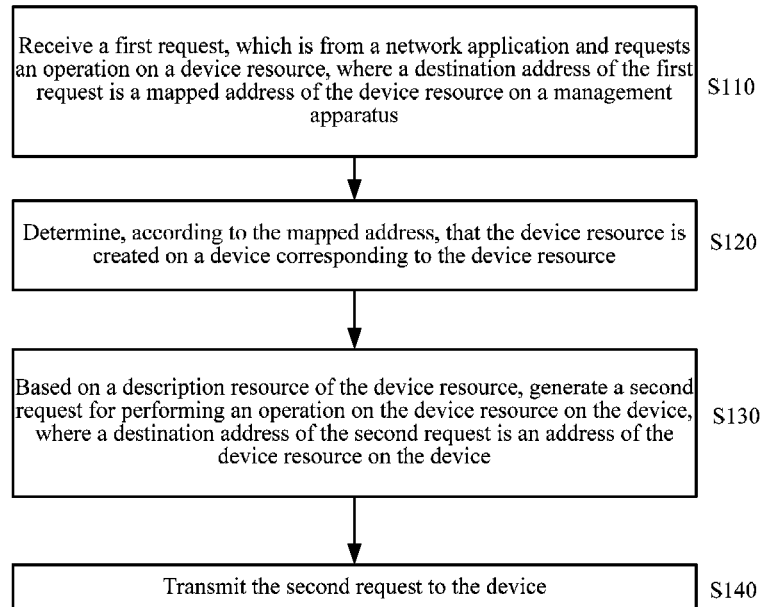 Receive a first request, which is from a network application and requests
an operation on a device resource, where a destination address of the first
request is a mapped address of the device resource on a management
apparatus
S110
Determine, according to the mapped address, that the device resource is
created on a device corresponding to the device resource
S120
Based on a description resource of the device resource, generate a second
request for performing an operation on the device resource on the device,
where a destination address of the second request is an address of the
device resource on the device
S130
Transmit the second request to the device
S140